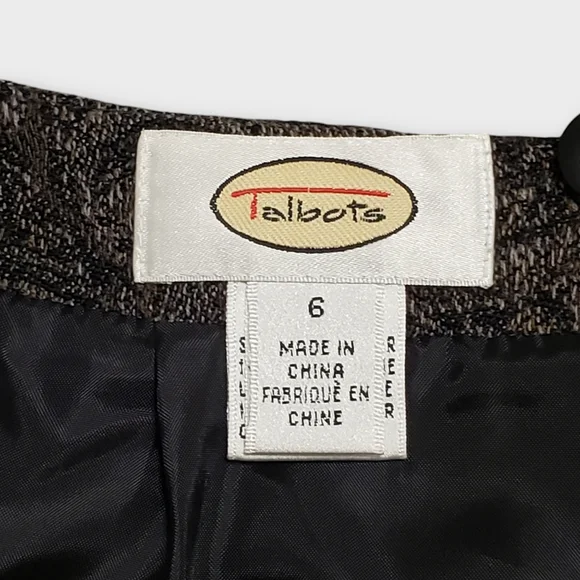 Talbots
6
MADE IN
CHINA
FABRIQUÈ EN
CHINE